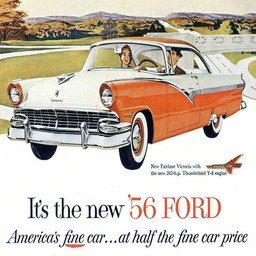 New Fairlane Victoria with
the new 202-h.p. Thunderbird Y-8 engine
It's the new '56 FORD
America's fine car...at half the fine car price